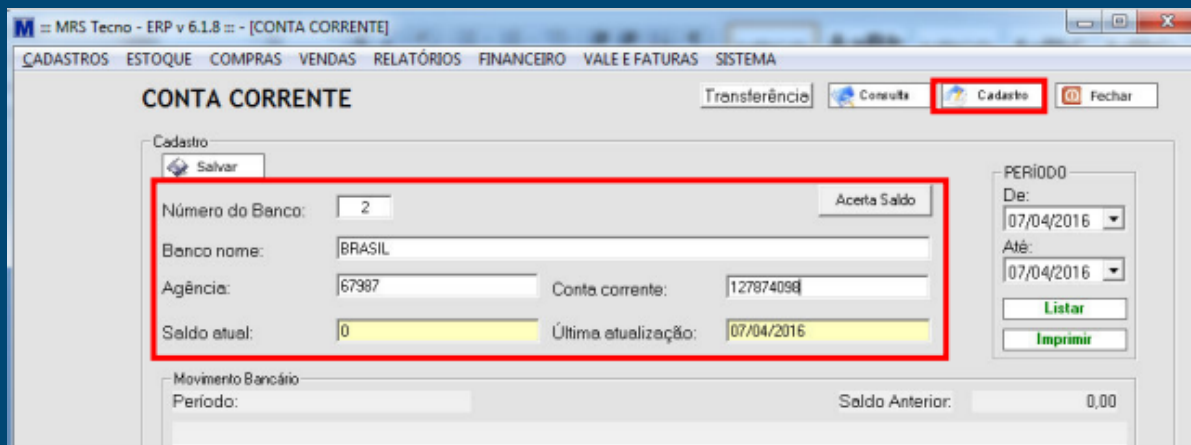 M ::: MRS Tecno - ERP v 6.1.8 ::: - [CONTA CORRENTE]
CADASTROS ESTOQUE COMPRAS VENDAS RELATÓRIOS FINANCEIRO VALE E FATURAS SISTEMA
CONTA CORRENTE Transferência Consulta Cadastro Fechar
Cadastro
Salvar
PERÍODO
Número do Banco: 2 Acerta Saldo
De:
07/04/2016
Banco nome: BRASIL
Até:
07/04/2016
Agência: 67987 Conta corrente: 127874098
Listar
Saldo atual: 0 Última atualização: 07/04/2016
Imprimir
Movimento Bancário
Período: Saldo Anterior: 0,00